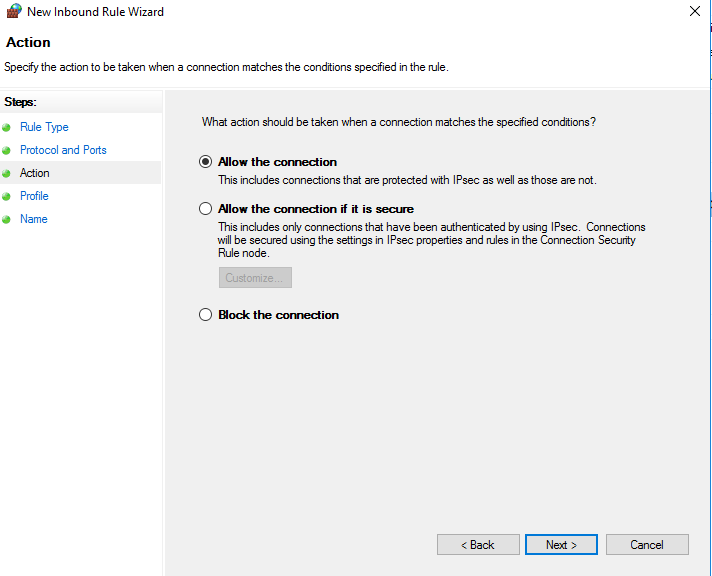 New Inbound Rule Wizard
Action
Specify the action to be taken when a connection matches the conditions specified in the rule.
Steps:
Rule Type
Protocol and Ports
Action
Profile
Name
What action should be taken when a connection matches the specified conditions?
Allow the connection
This includes connections that are protected with IPsec as well as those are not.
Allow the connection if it is secure
This includes only connections that have been authenticated by using IPsec. Connections
will be secured using the settings in IPsec properties and rules in the Connection Security
Rule node.
Customize...
Block the connection
< Back
Next >
Cancel